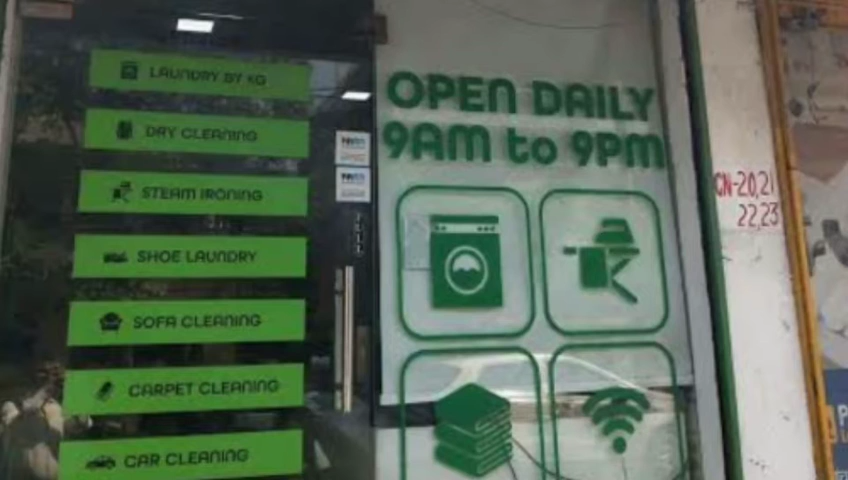 LAUNDRY BY KG
DRY CLEANING
STEAM IRONING
SHOE LAUNDRY
SOFA CLEANING
CARPET CLEANING
CAR CLEANING
PULL
OPEN DAILY
9AM to 9PM
CN-20,21
22,23